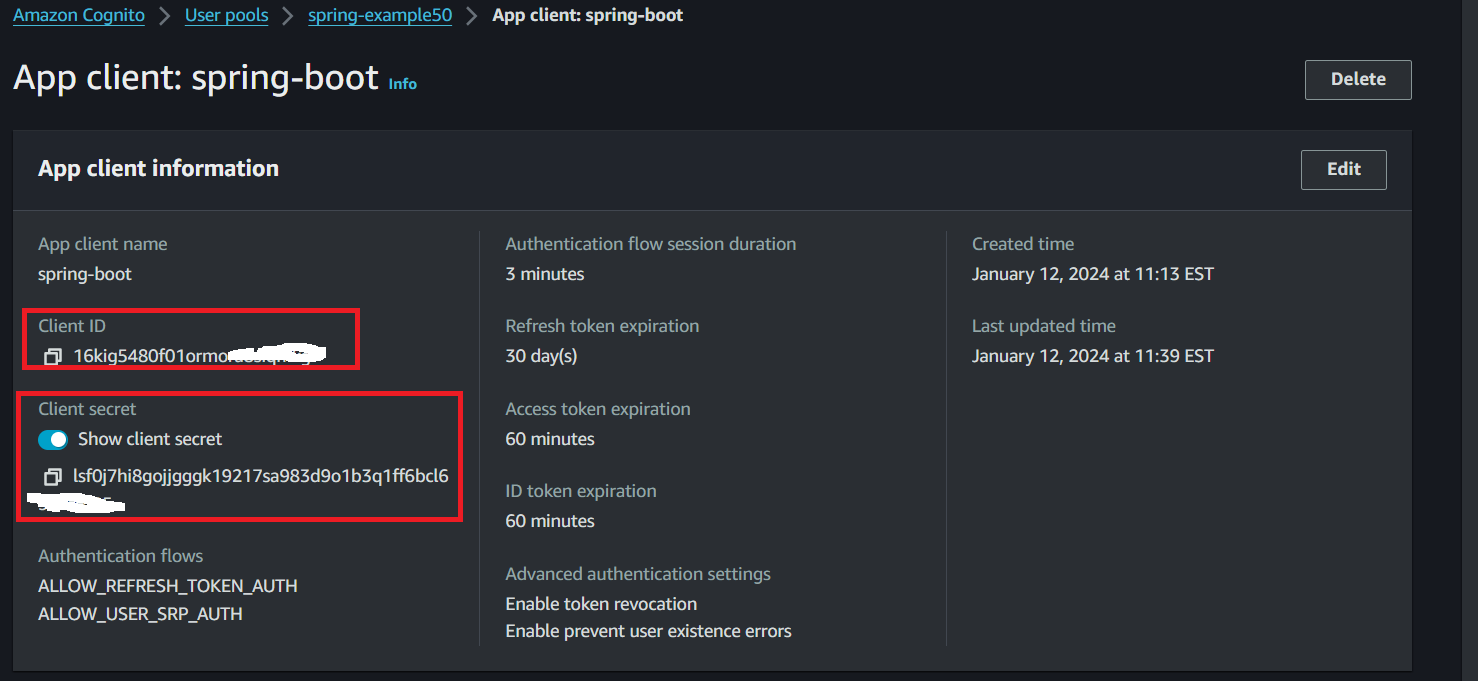 Amazon Cognito > User pools > spring-example50 > App client: spring-boot
App client: spring-boot Info
Delete
App client information
Edit
App client name
spring-boot
Client ID
Client secret
Show client secret
lsf0j7hi8gojjgggk19217sa983d9o1b3q1ff6bcl6
Authentication flows
ALLOW_REFRESH_TOKEN_AUTH
ALLOW_USER_SRP_AUTH
Authentication flow session duration
3 minutes
Refresh token expiration
30 day(s)
Access token expiration
60 minutes
ID token expiration
60 minutes
Advanced authentication settings
Enable token revocation
Enable prevent user existence errors
Created time
January 12, 2024 at 11:13 EST
Last updated time
January 12, 2024 at 11:39 EST